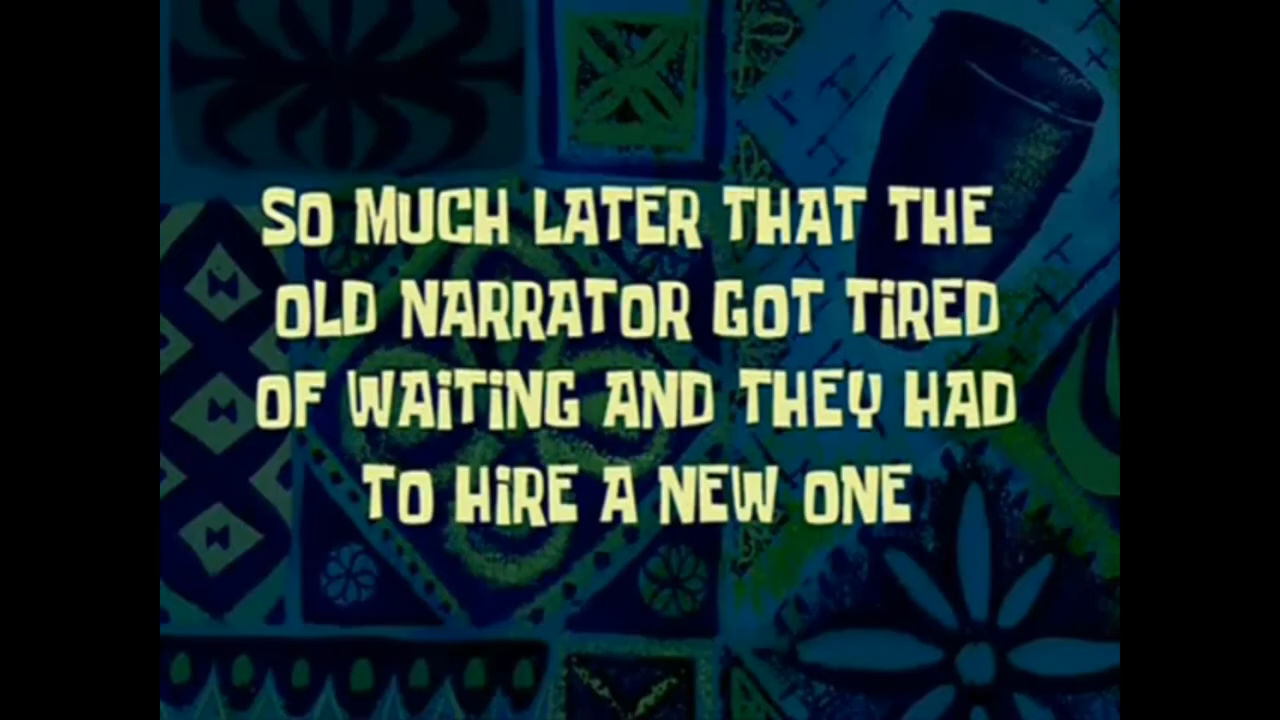 SO MUCH LATER THAT THE
OLD NARRATOR GOT TIRED
OF WAITING AND THEY HAD
TO HIRE A NEW ONE